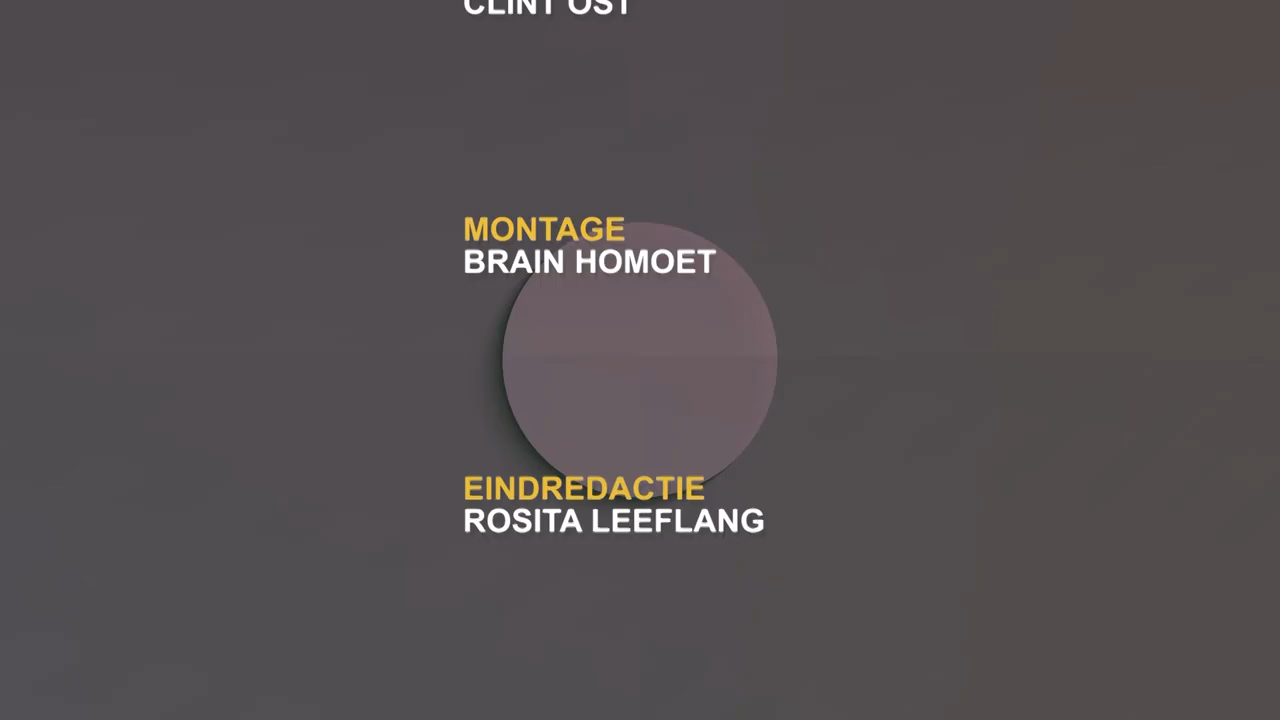 CLINT OST
MONTAGE
BRAIN HOMOET
EINDREDACTIE
ROSITA LEEFLANG